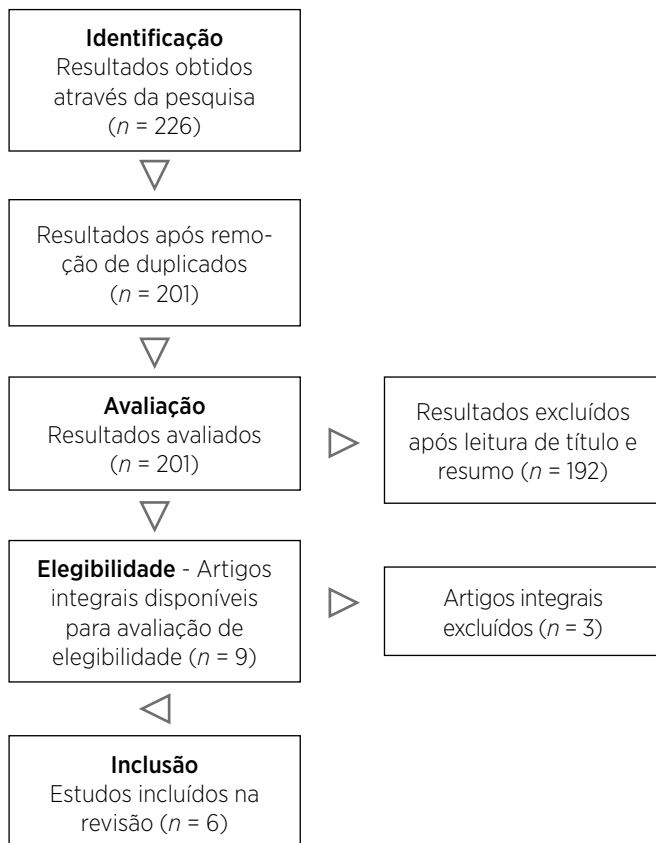 Identificação
Resultados obtidos
através da pesquisa
(n = 226)
Resultados após remo-
ção de duplicados
(n = 201)
Avaliação
Resultados avaliados
(n = 201)
Resultados excluídos
após leitura de título e
resumo (n = 192)
Elegibilidade - Artigos
integrais disponíveis
para avaliação de
elegibilidade (n = 9)
Artigos integrais
excluídos (n = 3)
Inclusão
Estudos incluídos na
revisão (n = 6)